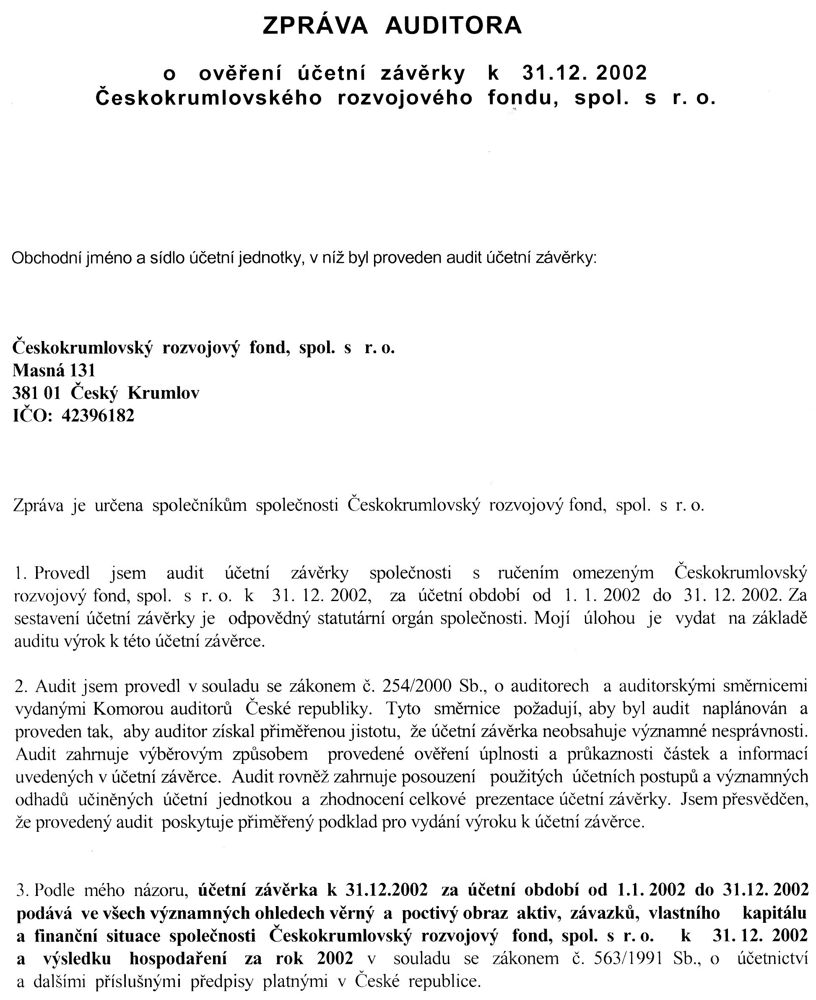 ZPRÁVA AUDITORA
o ověření účetní závěrky k 31.12. 2002
Českokrumlovského rozvojového fondu, spol. s r. o.
Obchodní jméno a sídlo účetní jednotky, v níž byl proveden audit účetní závěrky:
Českokrumlovský rozvojový fond, spol. s r. o.
Masná 131
381 01 Český Krumlov
IČO: 42396182
Zpráva je určena společníkům společnosti Českokrumlovský rozvojový fond, spol. s r. o.
1. Provedl jsem audit účetní závěrky společnosti s ručením omezeným Českokrumlovský
rozvojový fond, spol. s r. o. k 31. 12. 2002, za účetní období od 1. 1. 2002 do 31. 12. 2002. Za
sestavení účetní závěrky je odpovědný statutární orgán společnosti. Mojí úlohou je vydat na základě
auditu výrok k této účetní závěrce.
2. Audit jsem provedl v souladu se zákonem č. 254/2000 Sb., o auditorech a auditorskými směrnicemi
vydanými Komorou auditorů České republiky. Tyto směrnice požadují, aby byl audit naplánován a
proveden tak, aby auditor získal přiměřenou jistotu, že účetní závěrka neobsahuje významné nesprávnosti.
Audit zahrnuje výběrovým způsobem provedené ověření úplnosti a průkaznosti částek a informací
uvedených v účetní závěrce. Audit rovněž zahrnuje posouzení použitých účetních postupů a významných
odhadů učiněných účetní jednotkou a zhodnocení celkové prezentace účetní závěrky. Jsem přesvědčen,
že provedený audit poskytuje přiměřený podklad pro vydání výroku k účetní závěrce.
3. Podle mého názoru, účetní závěrka k 31.12.2002 za účetní období od 1.1. 2002 do 31.12. 2002
podává ve všech významných ohledech věrný a poctivý obraz aktiv, závazků, vlastního kapitálu
a finanční situace společnosti Českokrumlovský rozvojový fond, spol. s r. o. k 31. 12. 2002
a výsledku hospodaření za rok 2002 v souladu se zákonem č. 563/1991 Sb., o účetnictví
a dalšími příslušnými předpisy platnými v České republice.